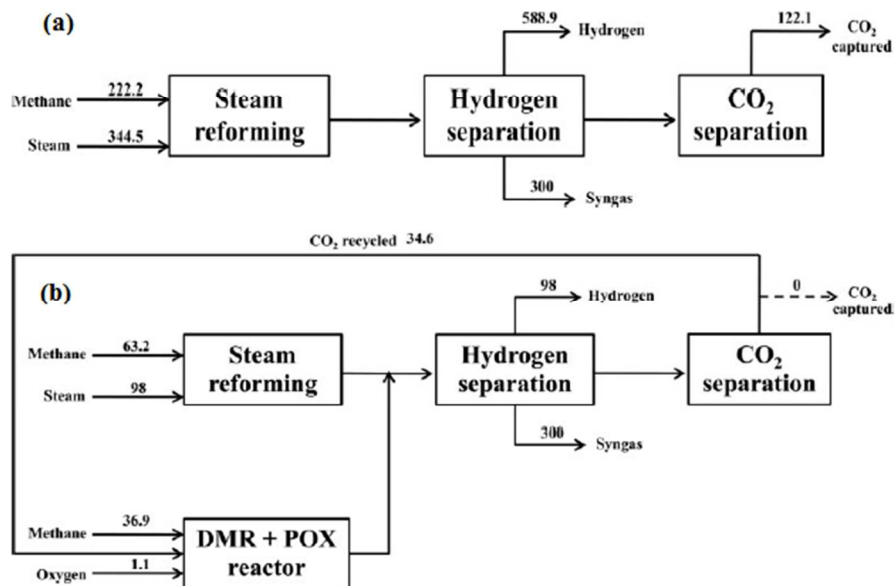 (a)
588.9
Hydrogen
122.1
CO₂
captured
Methane
222.2
Steam
344.5
Steam
reforming
Hydrogen
separation
CO₂
separation
300
Syngas
CO₂ recycled 34.6
(b)
98
Hydrogen
0
CO₂
captured
Methane
63.2
Steam
98
Steam
reforming
Hydrogen
separation
CO₂
separation
300
Syngas
Methane
36.9
Oxygen
1.1
DMR + POX
reactor